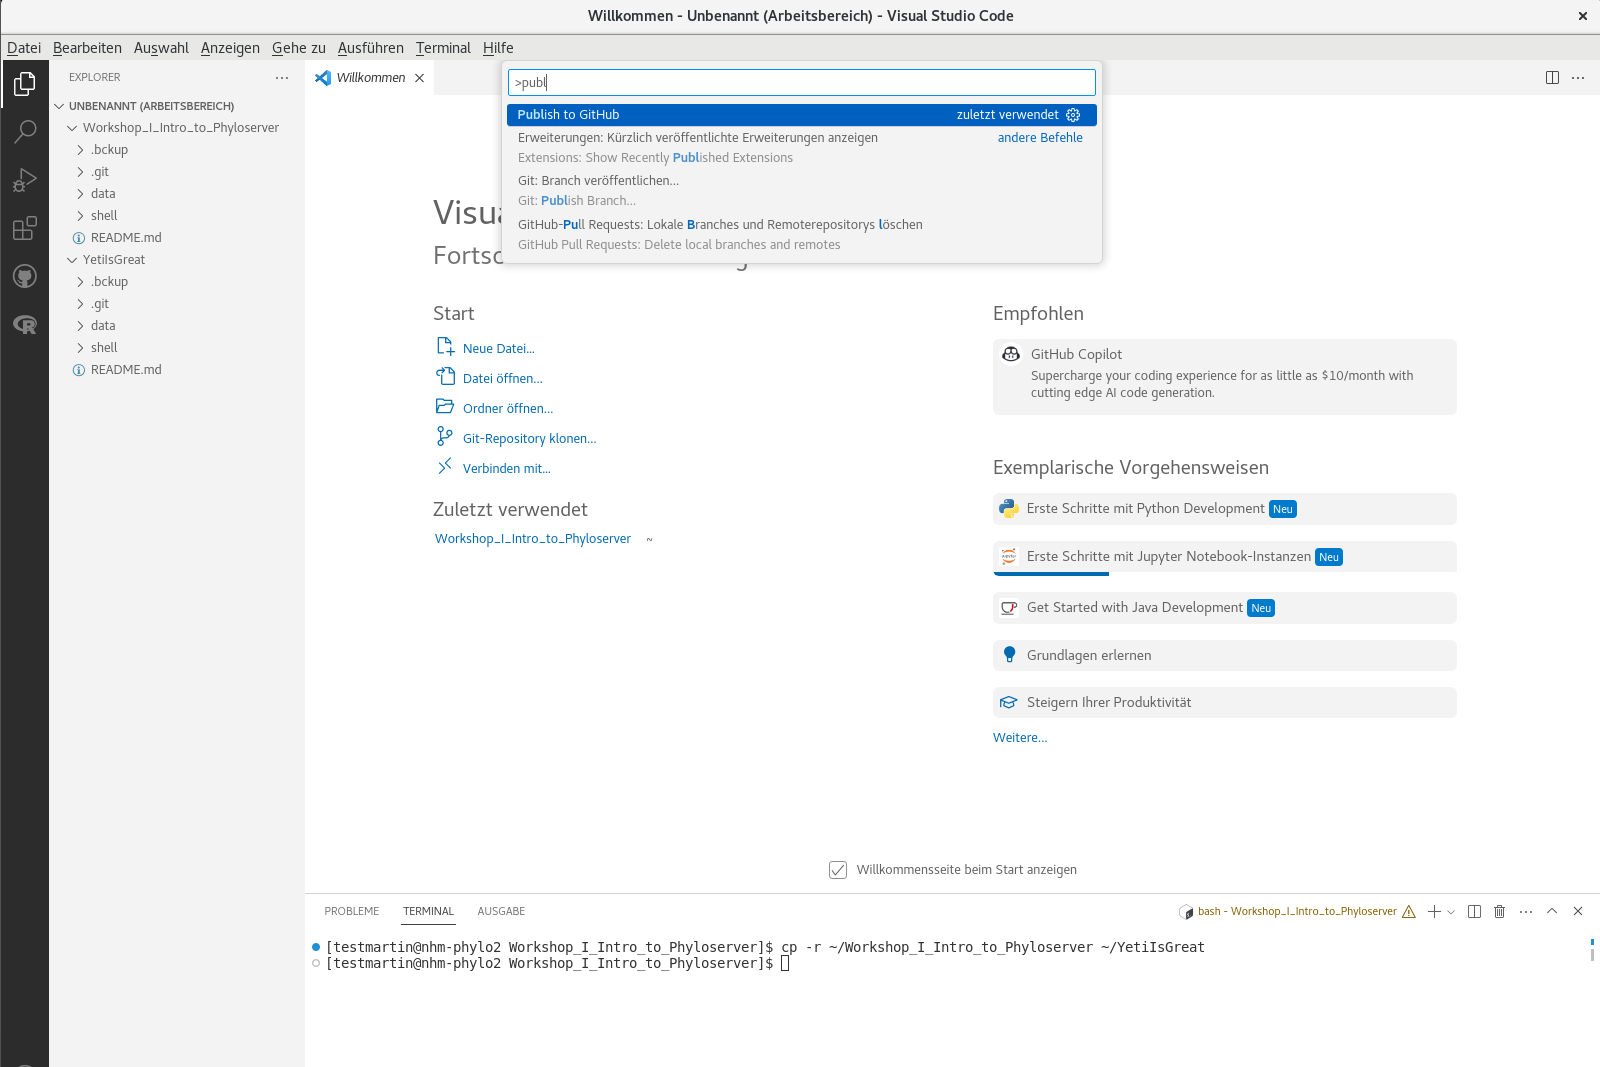 Willkommen - Unbenannt (Arbeitsbereich) - Visual Studio Code
Datei Bearbeiten Auswahl Anzeigen Gehe zu Ausführen Terminal Hilfe
EXPLORER
UNBENANNT (ARBEITSBEREICH)
Workshop_I_Intro_to_Phyloserver
.bckup
.git
data
shell
README.md
YetiIsGreat
.bckup
.git
data
shell
README.md
Willkommen
>publ
Publish to GitHub zuletzt verwendet
Erweiterungen: Kürzlich veröffentlichte Erweiterungen anzeigen andere Befehle
Extensions: Show Recently Published Extensions
Git: Branch veröffentlichen...
Git: Publish Branch...
GitHub-Pull Requests: Lokale Branches und Remoterepositorys löschen
GitHub Pull Requests: Delete local branches and remotes
Start
Neue Datei...
Datei öffnen...
Ordner öffnen...
Git-Repository klonen...
Verbinden mit...
Zuletzt verwendet
Workshop_I_Intro_to_Phyloserver ~
Empfohlen
GitHub Copilot
Supercharge your coding experience for as little as $10/month with
cutting edge AI code generation.
Exemplarische Vorgehensweisen
Erste Schritte mit Python Development Neu
Erste Schritte mit Jupyter Notebook-Instanzen Neu
Get Started with Java Development Neu
Grundlagen erlernen
Steigern Ihrer Produktivität
Weitere...
Willkommensseite beim Start anzeigen
PROBLEME TERMINAL AUSGABE
bash - Workshop_I_Intro_to_Phyloserver
[testmartin@nhm-phylo2 Workshop_I_Intro_to_Phyloserver]$ cp -r ~/Workshop_I_Intro_to_Phyloserver ~/YetiIsGreat
[testmartin@nhm-phylo2 Workshop_I_Intro_to_Phyloserver]$